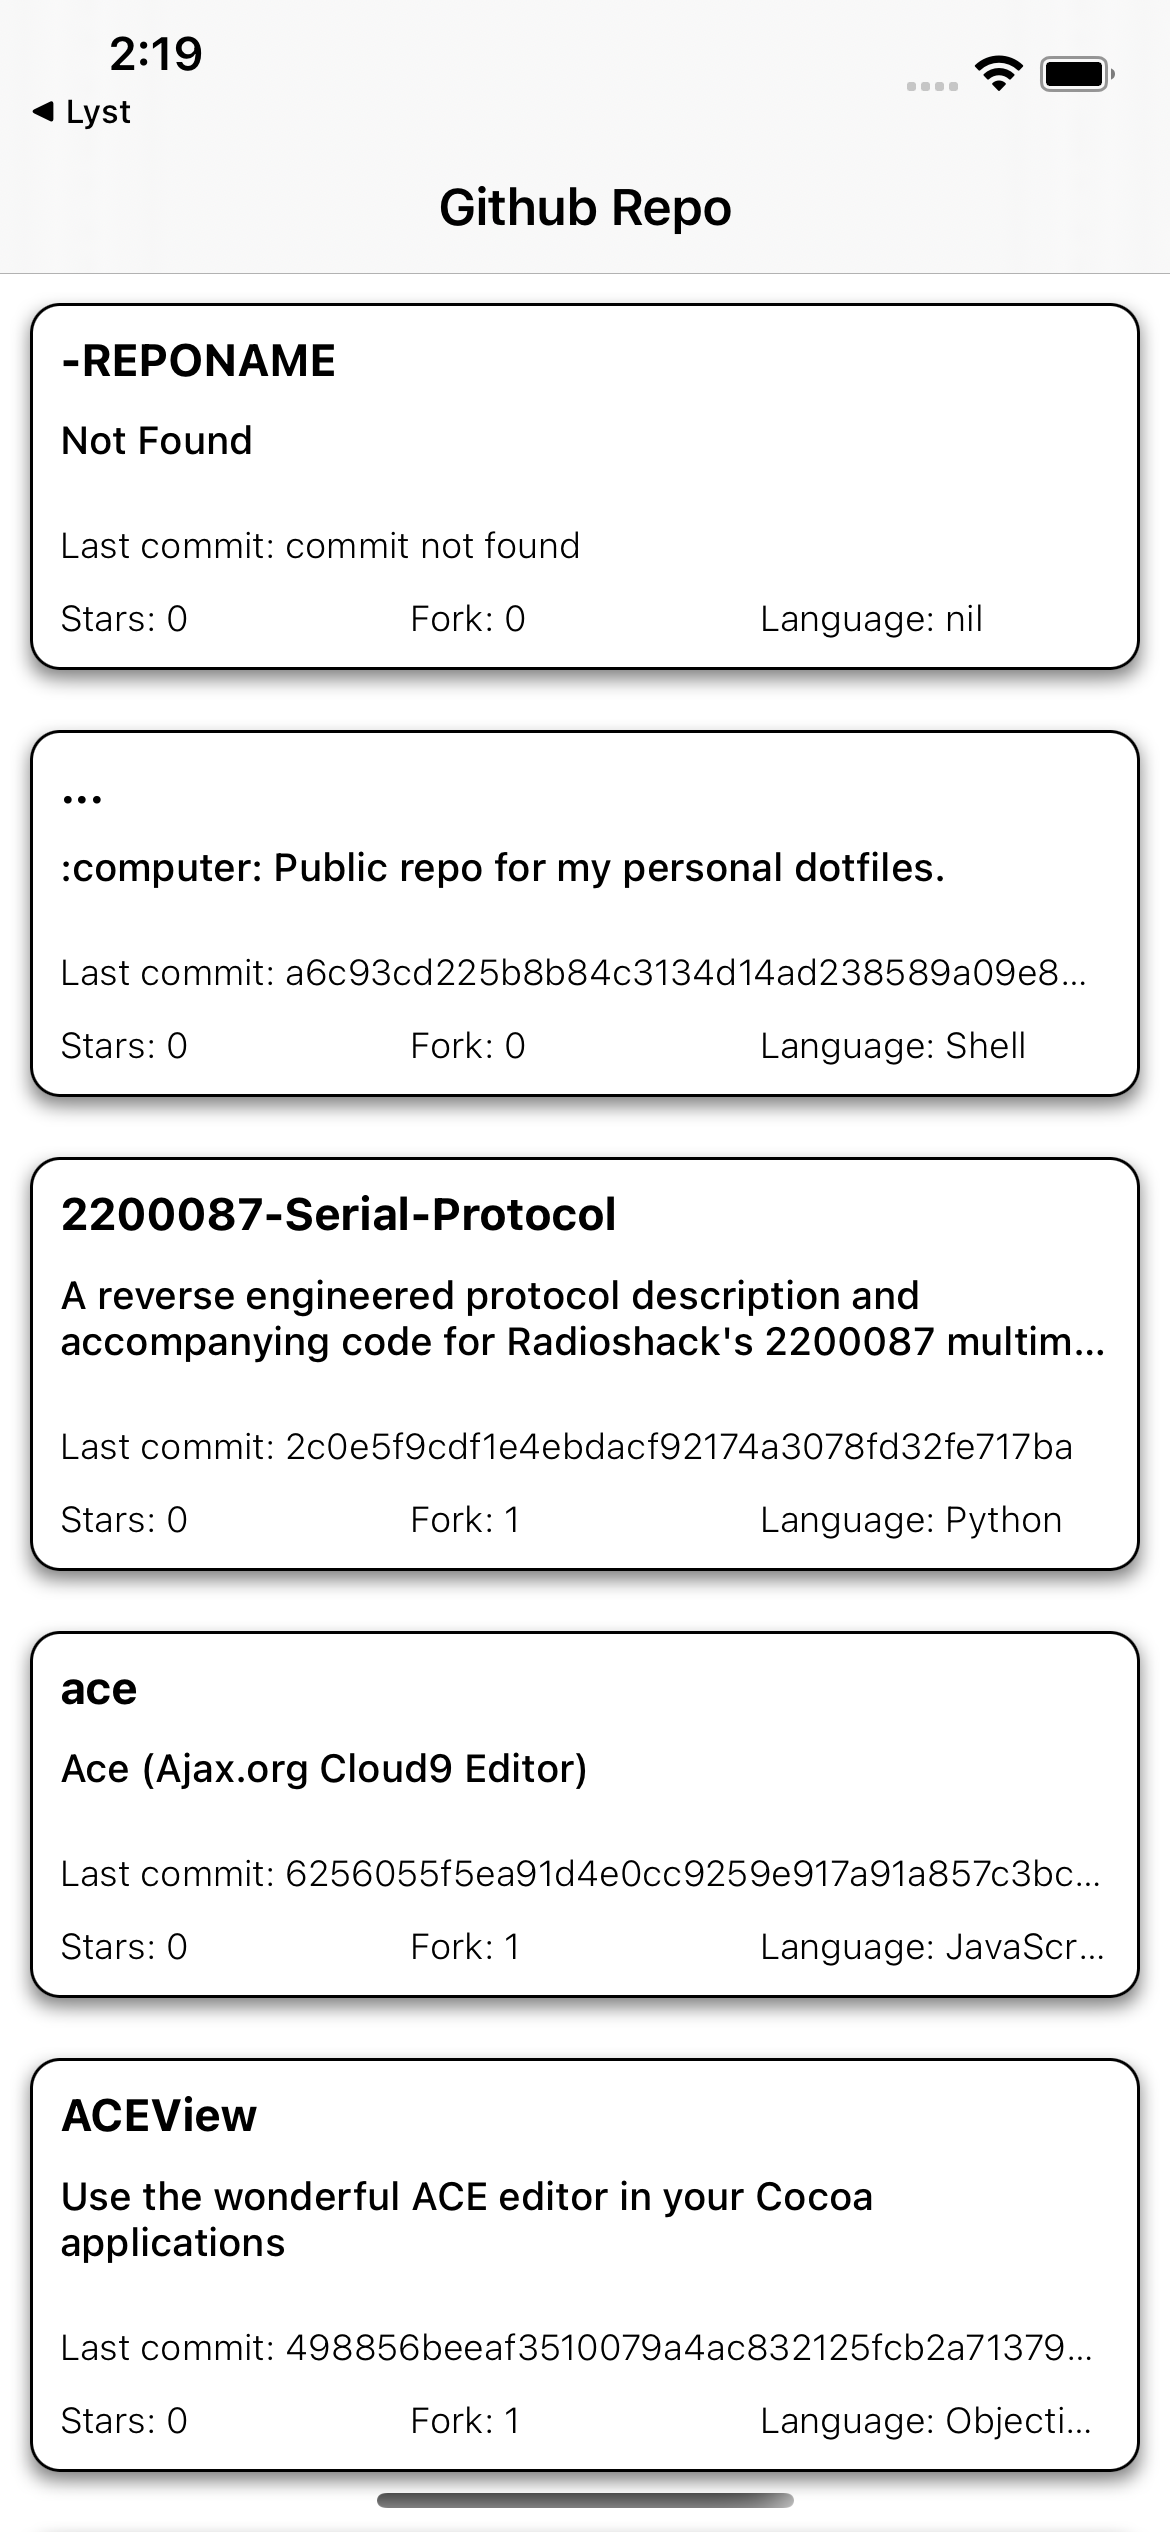 2:19
◀ Lyst
Github Repo
-REPONAME
Not Found
Last commit: commit not found
Stars: 0 Fork: 0 Language: nil
...
:computer: Public repo for my personal dotfiles.
Last commit: a6c93cd225b8b84c3134d14ad238589a09e8...
Stars: 0 Fork: 0 Language: Shell
2200087-Serial-Protocol
A reverse engineered protocol description and
accompanying code for Radioshack's 2200087 multim...
Last commit: 2c0e5f9cdf1e4ebdacf92174a3078fd32fe717ba
Stars: 0 Fork: 1 Language: Python
ace
Ace (Ajax.org Cloud9 Editor)
Last commit: 6256055f5ea91d4e0cc9259e917a91a857c3bc...
Stars: 0 Fork: 1 Language: JavaScr...
ACEView
Use the wonderful ACE editor in your Cocoa
applications
Last commit: 498856beeaf3510079a4ac832125fcb2a71379...
Stars: 0 Fork: 1 Language: Objecti...